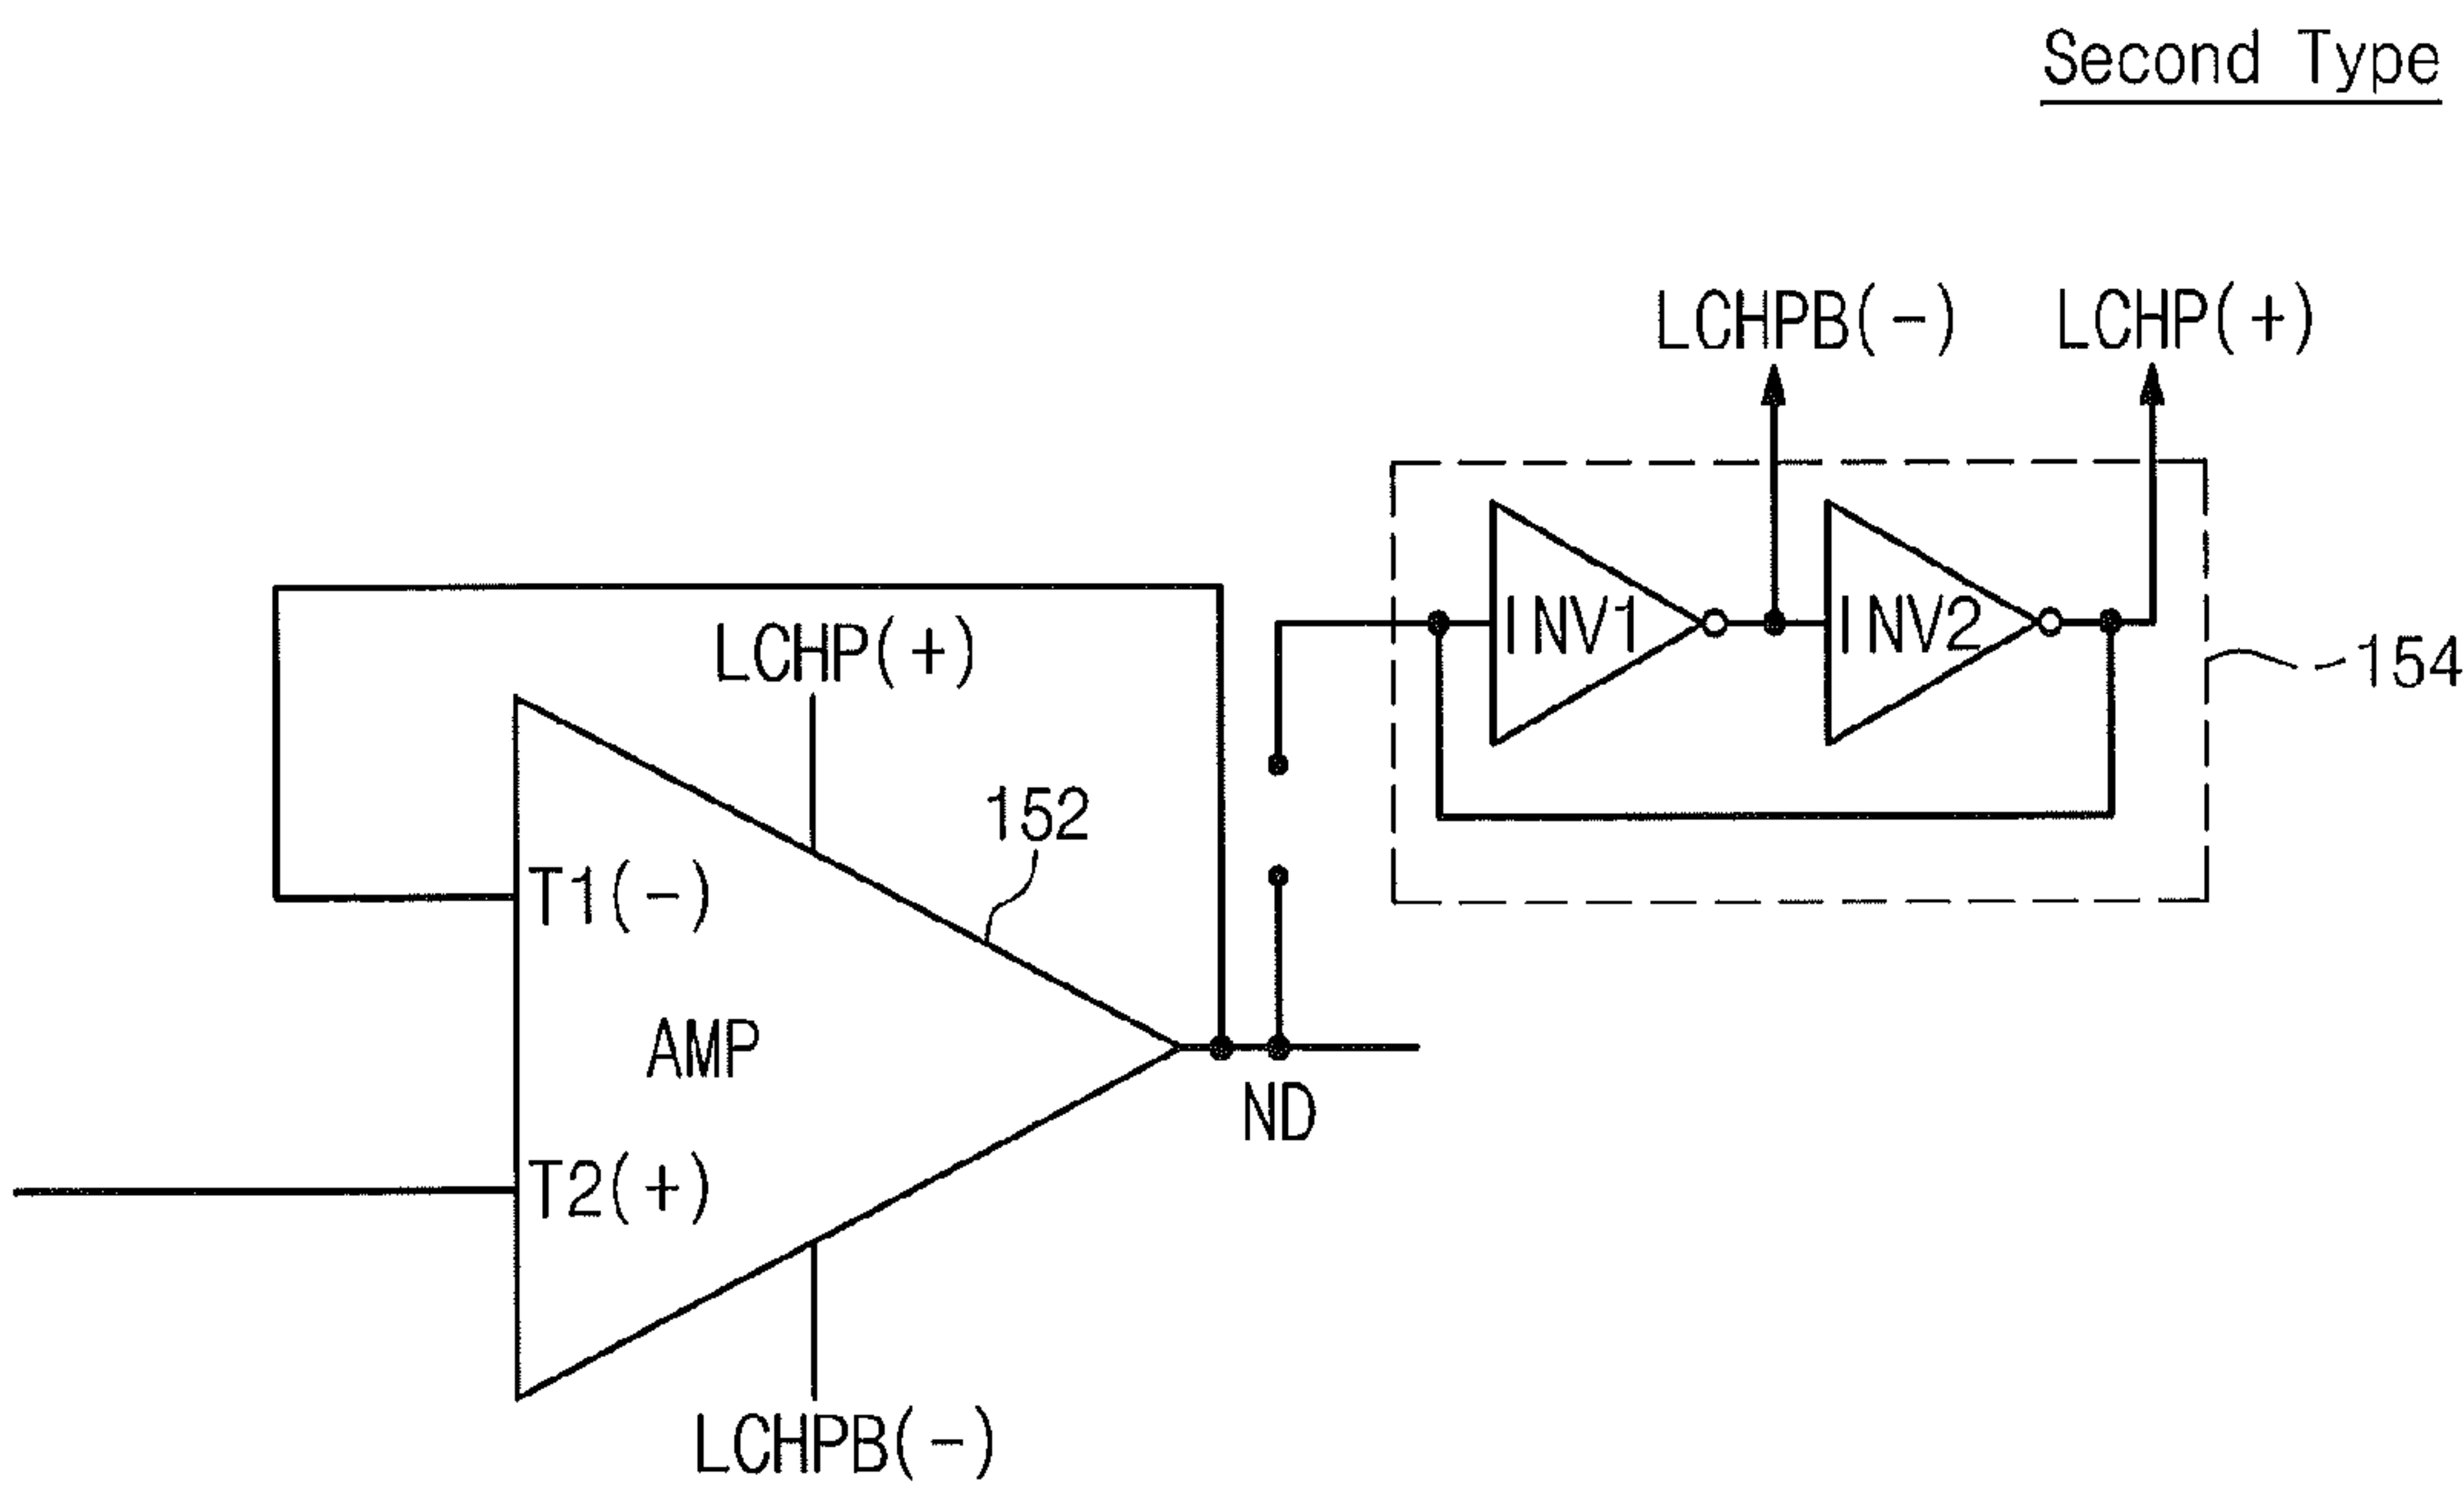 Second Type
LCHPB(-) LCHP(+)
INV1 INV2
154
LCHP(+)
152
T1(-)
AMP
ND
T2(+)
LCHPB(-)